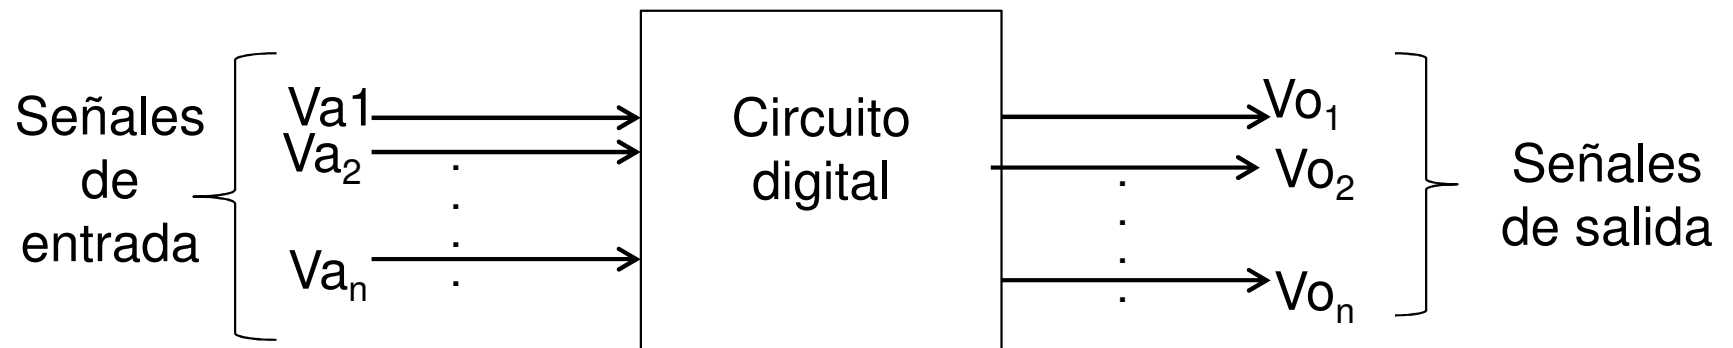 Señales
de
entrada
Va1
Va₂
Vaₙ
Circuito
digital
Vo₁
Vo₂
Voₙ
Señales
de salida